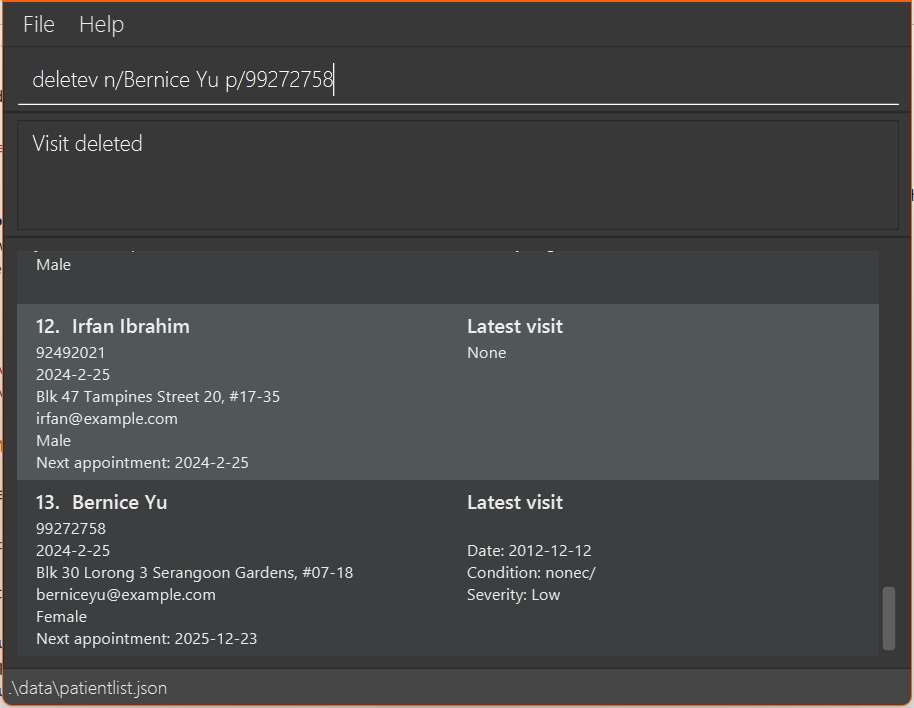 File Help
deletev n/Bernice Yu p/99272758
Visit deleted
Male
12. Irfan Ibrahim
92492021
2024-2-25
Blk 47 Tampines Street 20, #17-35
irfan@example.com
Male
Next appointment: 2024-2-25
Latest visit
None
13. Bernice Yu
99272758
2024-2-25
Blk 30 Lorong 3 Serangoon Gardens, #07-18
berniceyu@example.com
Female
Next appointment: 2025-12-23
Latest visit
Date: 2012-12-12
Condition: nonec/
Severity: Low
.\data\patientlist.json